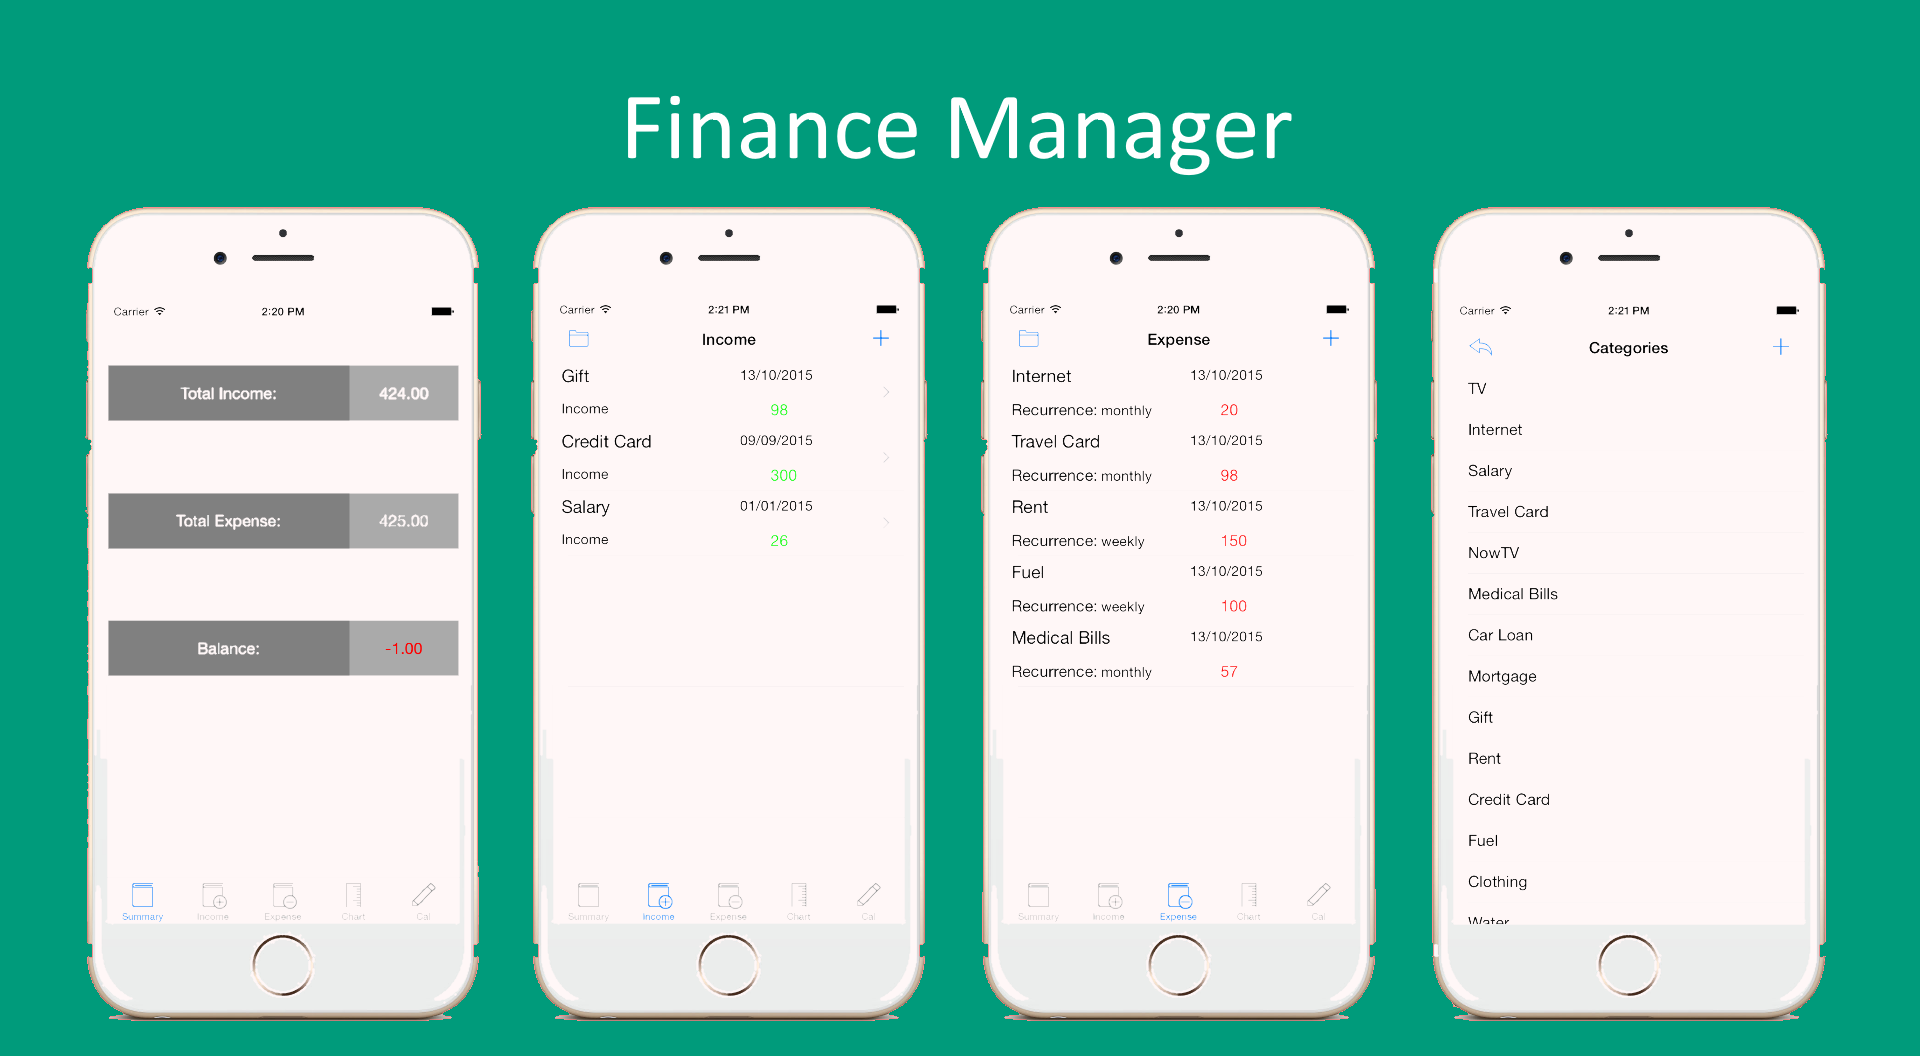 Finance Manager
Carrier 2:20 PM
Total Income: 424.00
Total Expense: 425.00
Balance: -1.00
Summary Income Expense Chart Cal
Carrier 2:21 PM
Income +
Gift 13/10/2015
Income 98
Credit Card 09/09/2015
Income 300
Salary 01/01/2015
Income 26
Summary Income Expense Chart Cal
Carrier 2:20 PM
Expense +
Internet 13/10/2015
Recurrence: monthly 20
Travel Card 13/10/2015
Recurrence: monthly 98
Rent 13/10/2015
Recurrence: weekly 150
Fuel 13/10/2015
Recurrence: weekly 100
Medical Bills 13/10/2015
Recurrence: monthly 57
Summary Income Expense Chart Cal
Carrier 2:21 PM
Categories +
TV
Internet
Salary
Travel Card
NowTV
Medical Bills
Car Loan
Mortgage
Gift
Rent
Credit Card
Fuel
Clothing
Water